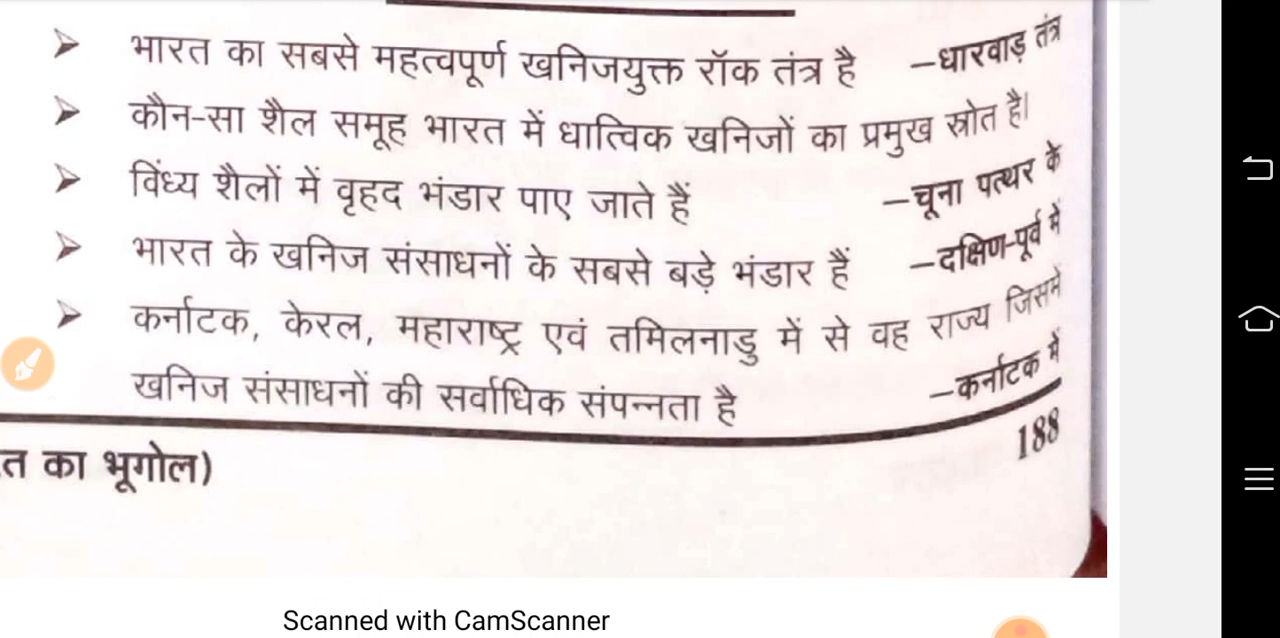 ➢ भारत का सबसे महत्वपूर्ण खनिजयुक्त रॉक तंत्र है –धारवाड़ तंत्र
➢ कौन-सा शैल समूह भारत में धात्विक खनिजों का प्रमुख स्रोत है।
➢ विंध्य शैलों में वृहद भंडार पाए जाते हैं –चूना पत्थर के
➢ भारत के खनिज संसाधनों के सबसे बड़े भंडार हैं –दक्षिण-पूर्व में
➢ कर्नाटक, केरल, महाराष्ट्र एवं तमिलनाडु में से वह राज्य जिसमें
खनिज संसाधनों की सर्वाधिक संपन्नता है –कर्नाटक में
188
त का भूगोल)
Scanned with CamScanner